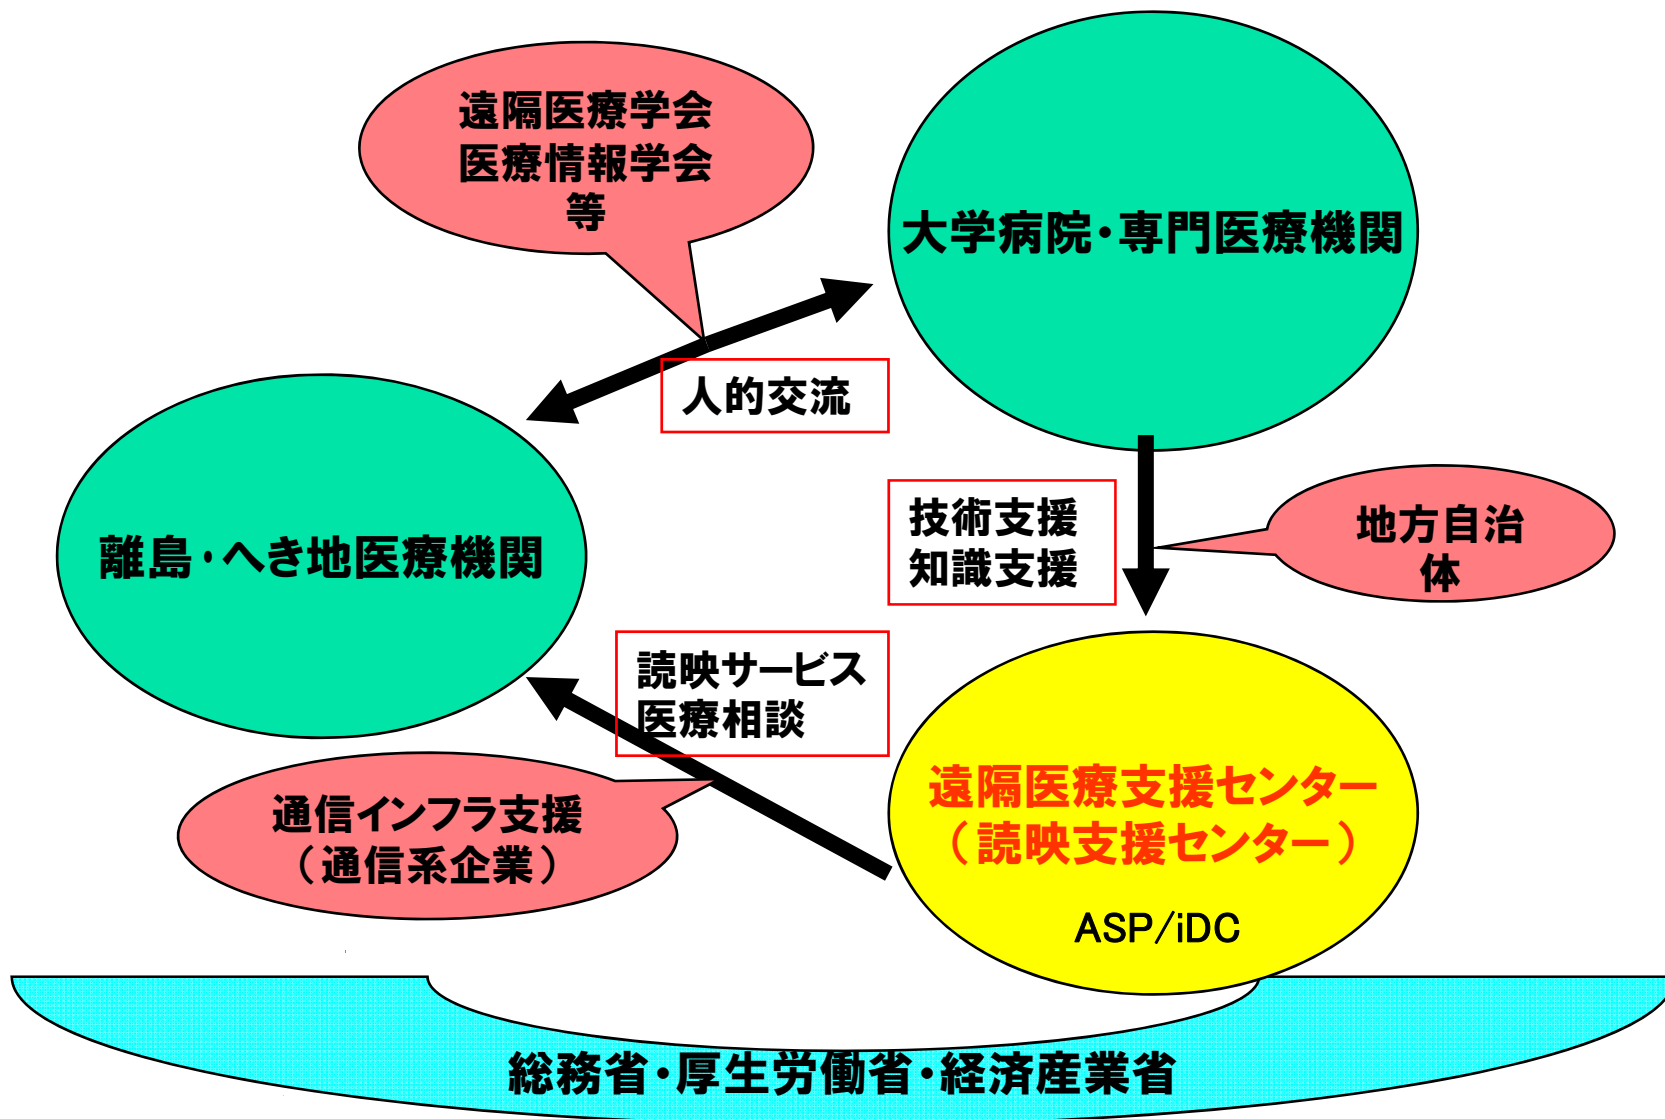 遠隔医療学会
医療情報学会
等
大学病院・専門医療機関
人的交流
離島・へき地医療機関
技術支援
知識支援
地方自治
体
読映サービス
医療相談
通信インフラ支援
（通信系企業）
遠隔医療支援センター
（読映支援センター）
ASP/iDC
総務省・厚生労働省・経済産業省